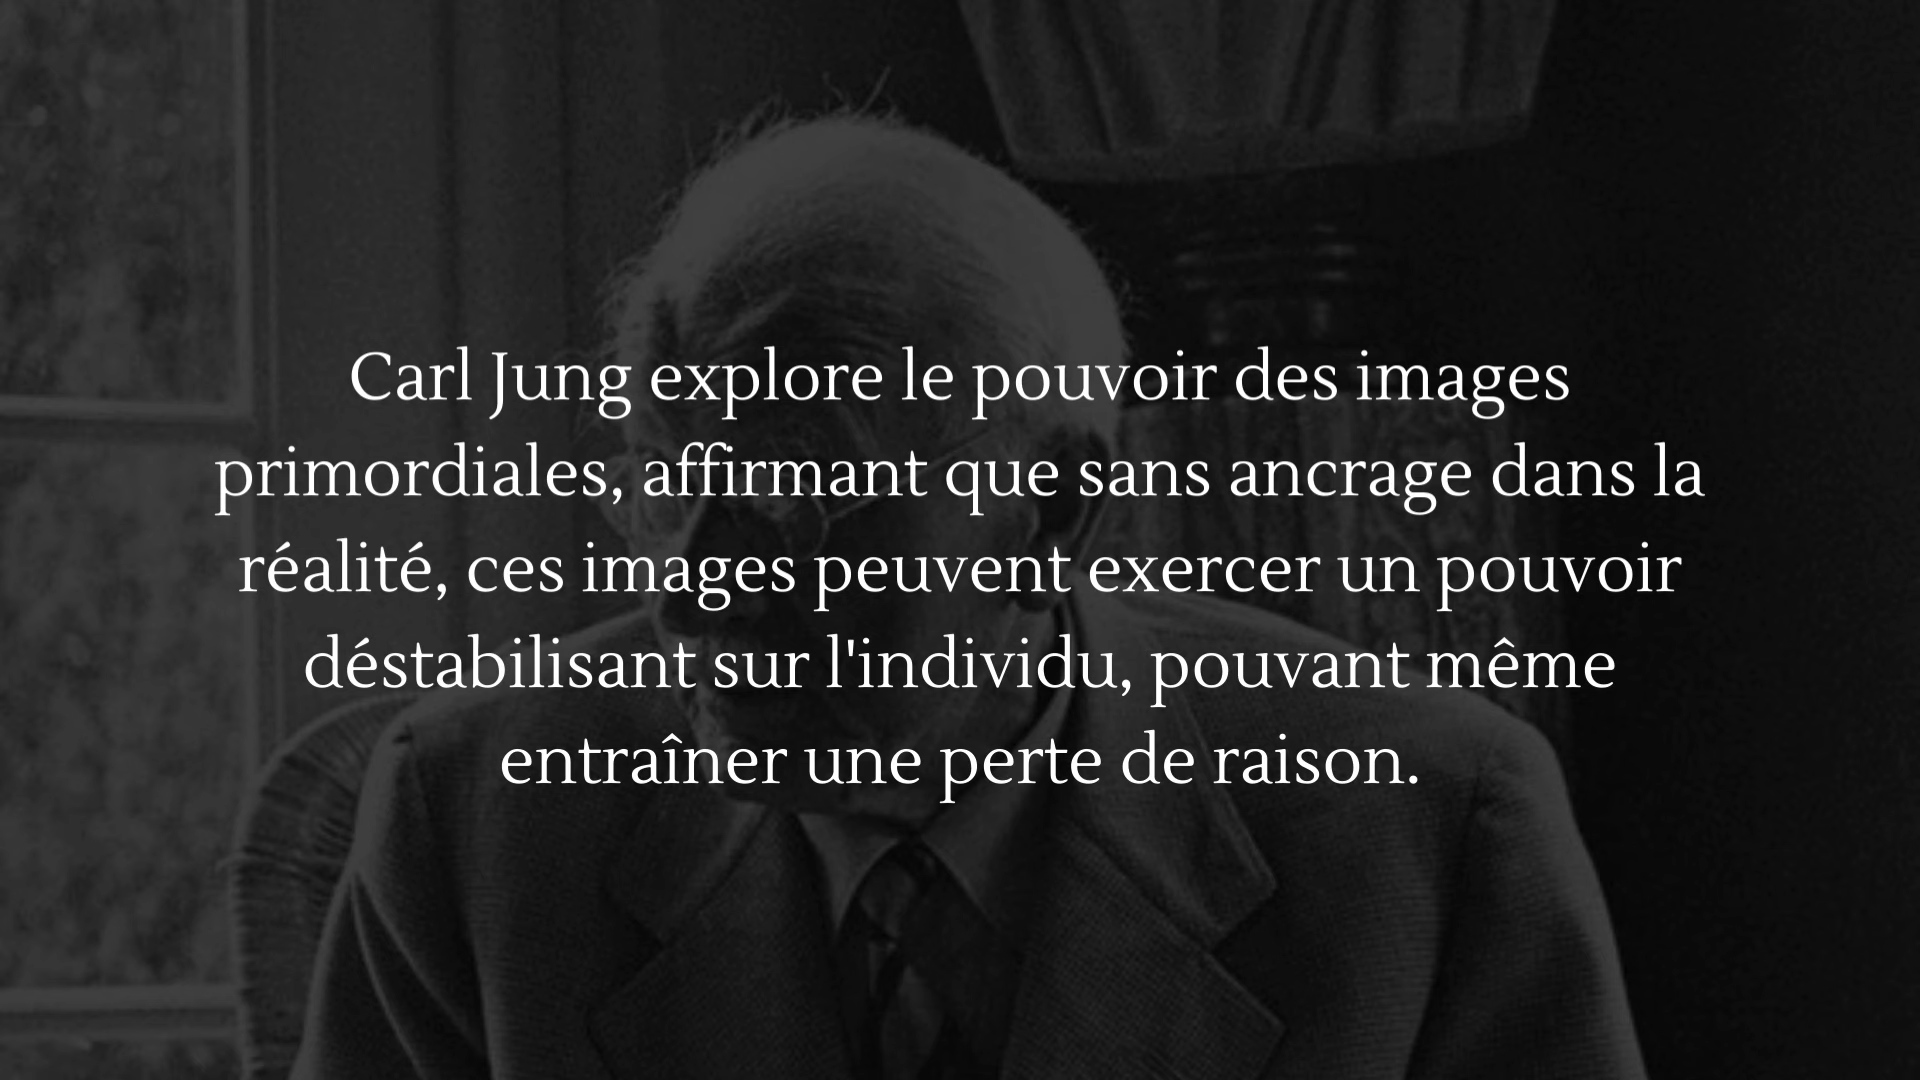 Carl Jung explore le pouvoir des images
primordiales, affirmant que sans ancrage dans la
réalité, ces images peuvent exercer un pouvoir
déstabilisant sur l'individu, pouvant même
entraîner une perte de raison.